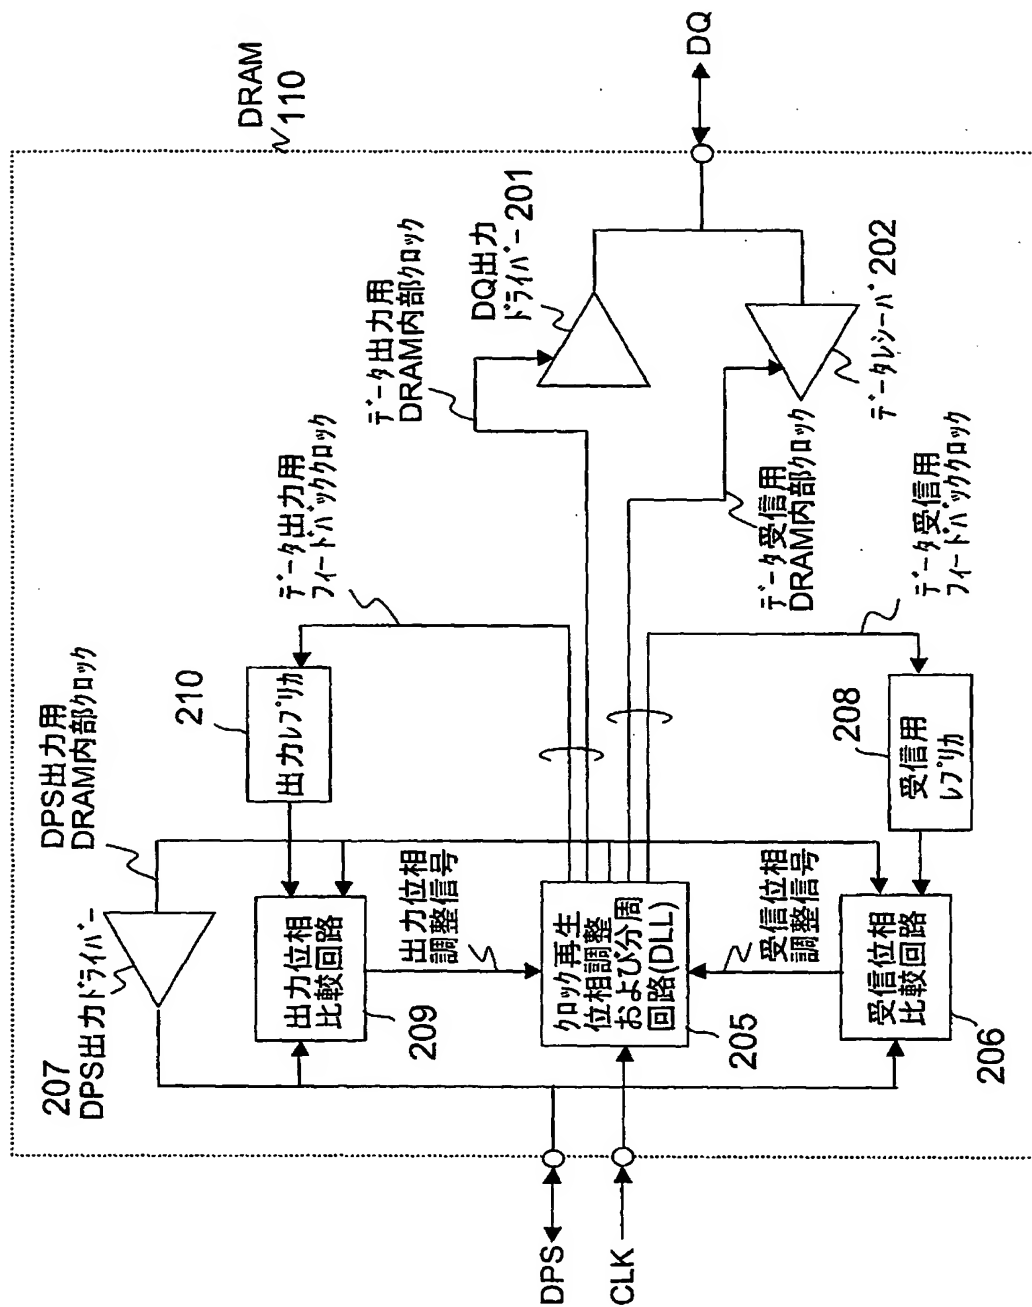 DRAM
110
DQ
207
DPS出力ドライバー
DPS出力用
DRAM内部クロック
210
出力レプリカ
データ出力用
フィードバッククロック
データ出力用
DRAM内部クロック
DQ出力
ドライバー 201
出力位相
比較回路
209
出力位相
調整信号
クロック再生
位相調整
および分周
回路(DLL)
205
受信位相
調整信号
受信位相
比較回路
206
208
受信用
レプリカ
データ受信用
DRAM内部クロック
データレシーバ 202
データ受信用
フィードバッククロック
DPS
CLK